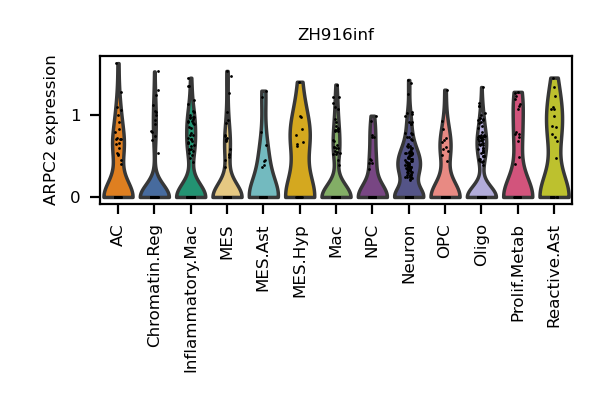 ZH916inf
ARPC2 expression
1
0
AC
Chromatin.Reg
Inflammatory.Mac
MES
MES.Ast
MES.Hyp
Mac
NPC
Neuron
OPC
Oligo
Prolif.Metab
Reactive.Ast